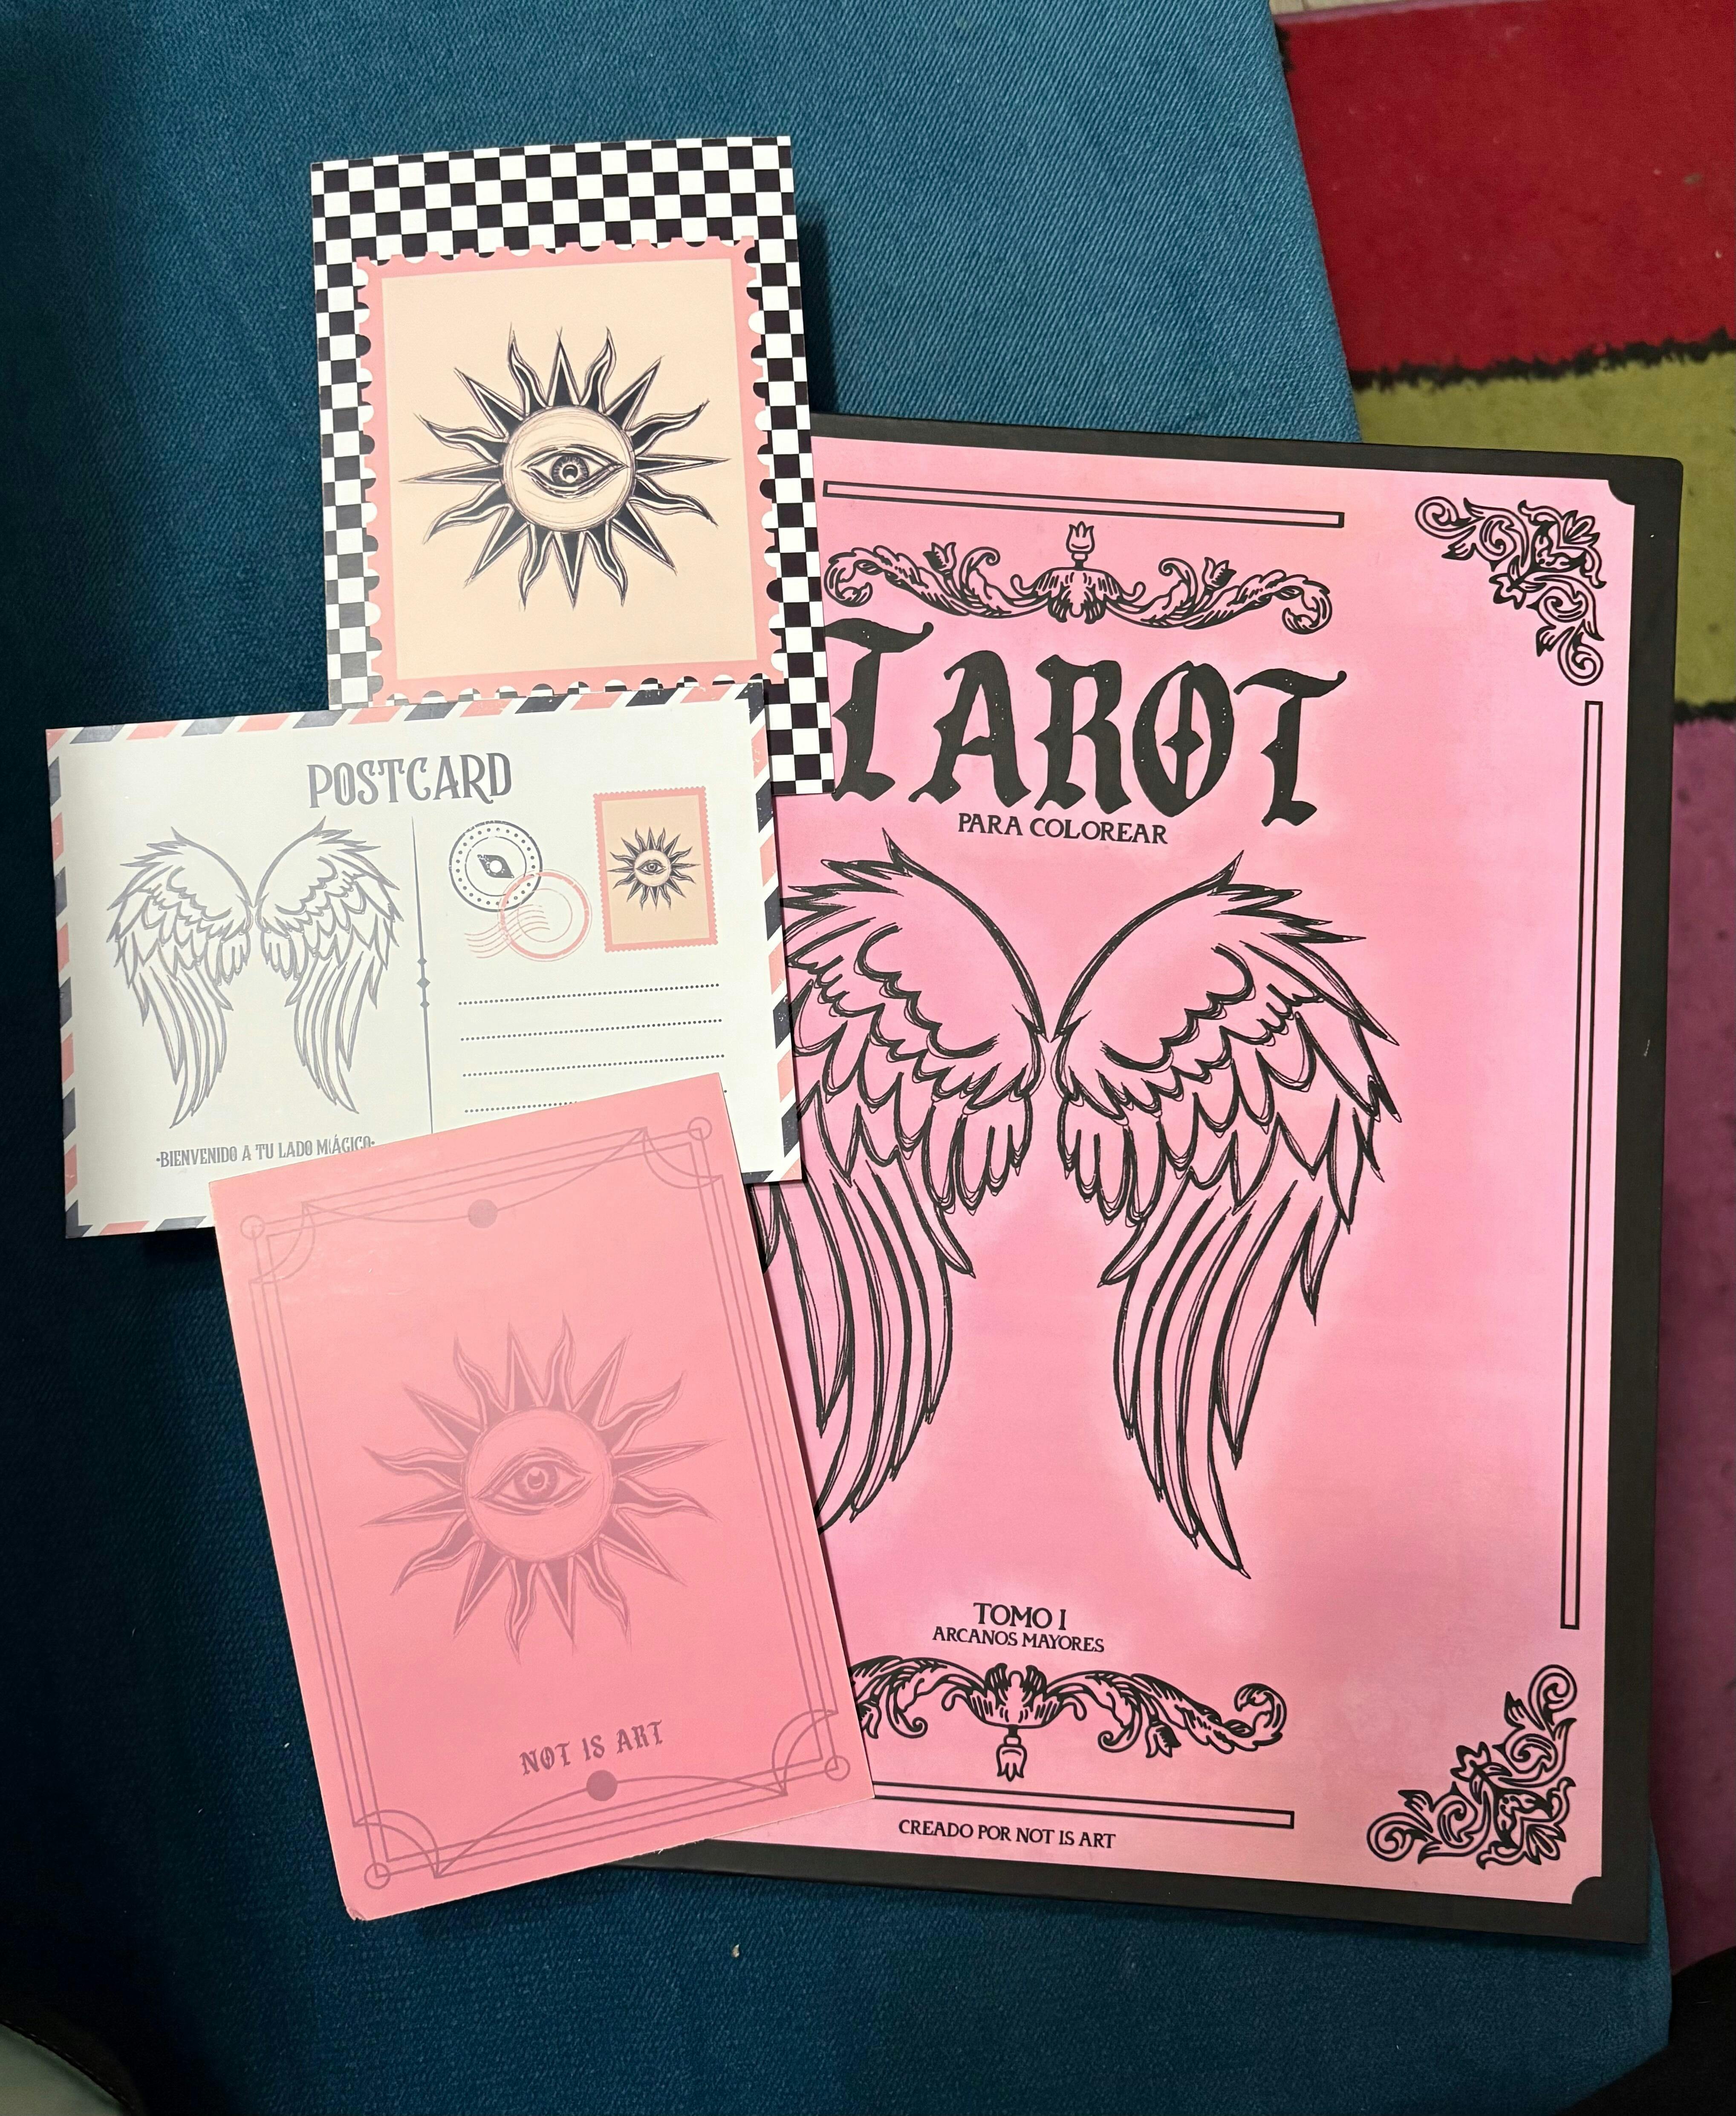 POSTCARD
·BIENVENIDO A TU LADO MÁGICO·
NOT IS ART
TAROT
PARA COLOREAR
TOMO I
ARCANOS MAYORES
CREADO POR NOT IS ART